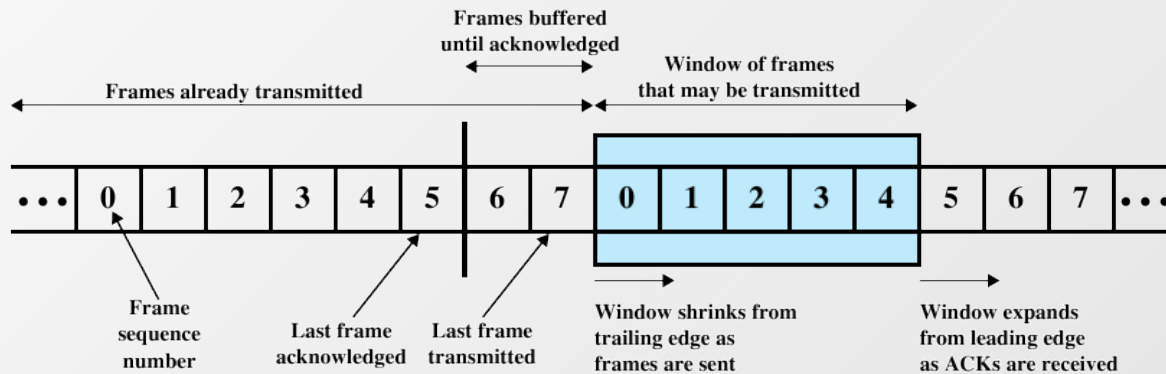 Frames buffered
until acknowledged
Frames already transmitted
Window of frames
that may be transmitted
••• 0 1 2 3 4 5 6 7 0 1 2 3 4 5 6 7 •••
Frame
sequence
number
Last frame
acknowledged
Last frame
transmitted
Window shrinks from
trailing edge as
frames are sent
Window expands
from leading edge
as ACKs are received